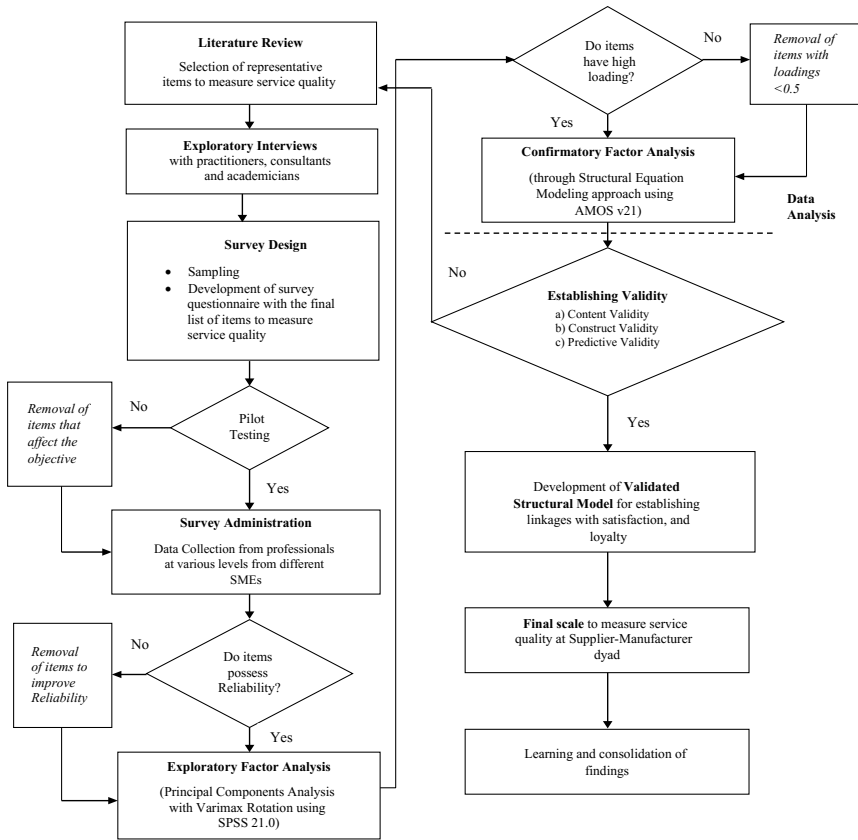 Literature Review
Selection of representative
items to measure service quality
Exploratory Interviews
with practitioners, consultants
and academicians
Survey Design
• Sampling
• Development of survey
questionnaire with the final
list of items to measure
service quality
No
Removal of
items that
affect the
objective
Pilot
Testing
Yes
Survey Administration
Data Collection from professionals
at various levels from different
SMEs
No
Removal
of items to
improve
Reliability
Do items
possess
Reliability?
Yes
Exploratory Factor Analysis
(Principal Components Analysis
with Varimax Rotation using
SPSS 21.0)
Do items
have high
loading?
No
Removal of
items with
loadings
<0.5
Yes
Confirmatory Factor Analysis
(through Structural Equation
Modeling approach using
AMOS v21)
Data
Analysis
No
Establishing Validity
a) Content Validity
b) Construct Validity
c) Predictive Validity
Yes
Development of Validated
Structural Model for establishing
linkages with satisfaction, and
loyalty
Final scale to measure service
quality at Supplier-Manufacturer
dyad
Learning and consolidation of
findings